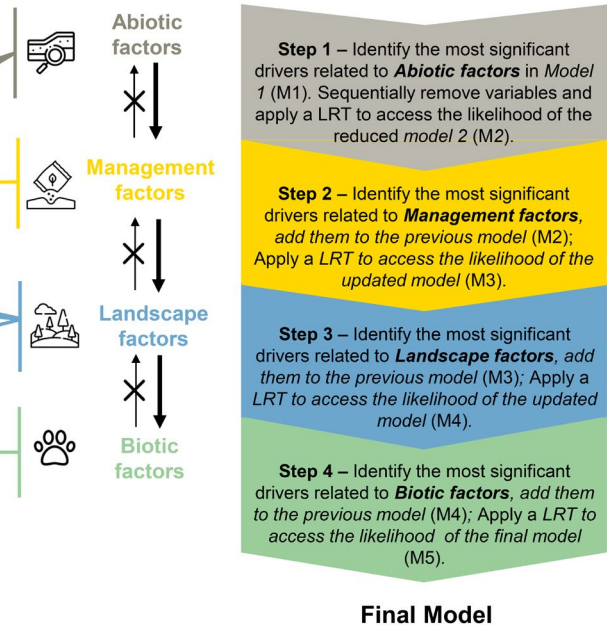 Abiotic
factors
Management
factors
Landscape
factors
Biotic
factors
Step 1 – Identify the most significant
drivers related to Abiotic factors in Model
1 (M1). Sequentially remove variables and
apply a LRT to access the likelihood of the
reduced model 2 (M2).
Step 2 – Identify the most significant
drivers related to Management factors,
add them to the previous model (M2);
Apply a LRT to access the likelihood of the
updated model (M3).
Step 3 – Identify the most significant
drivers related to Landscape factors, add
them to the previous model (M3); Apply a
LRT to access the likelihood of the updated
model (M4).
Step 4 – Identify the most significant
drivers related to Biotic factors, add them
to the previous model (M4); Apply a LRT to
access the likelihood of the final model
(M5).
Final Model